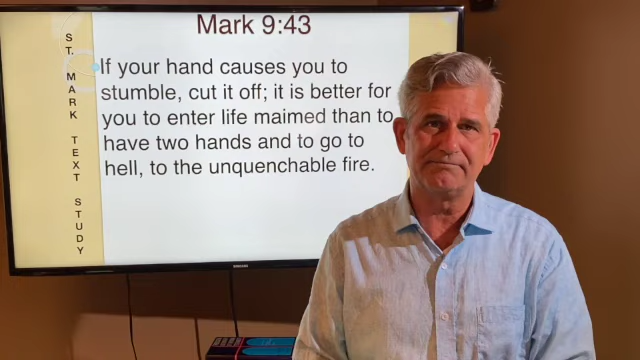 Mark 9:43
If your hand causes you to
stumble, cut it off; it is better for
you to enter life maimed than to
have two hands and to go to
hell, to the unquenchable fire.
ST. MARK TEXT STUDY
SAMSUNG